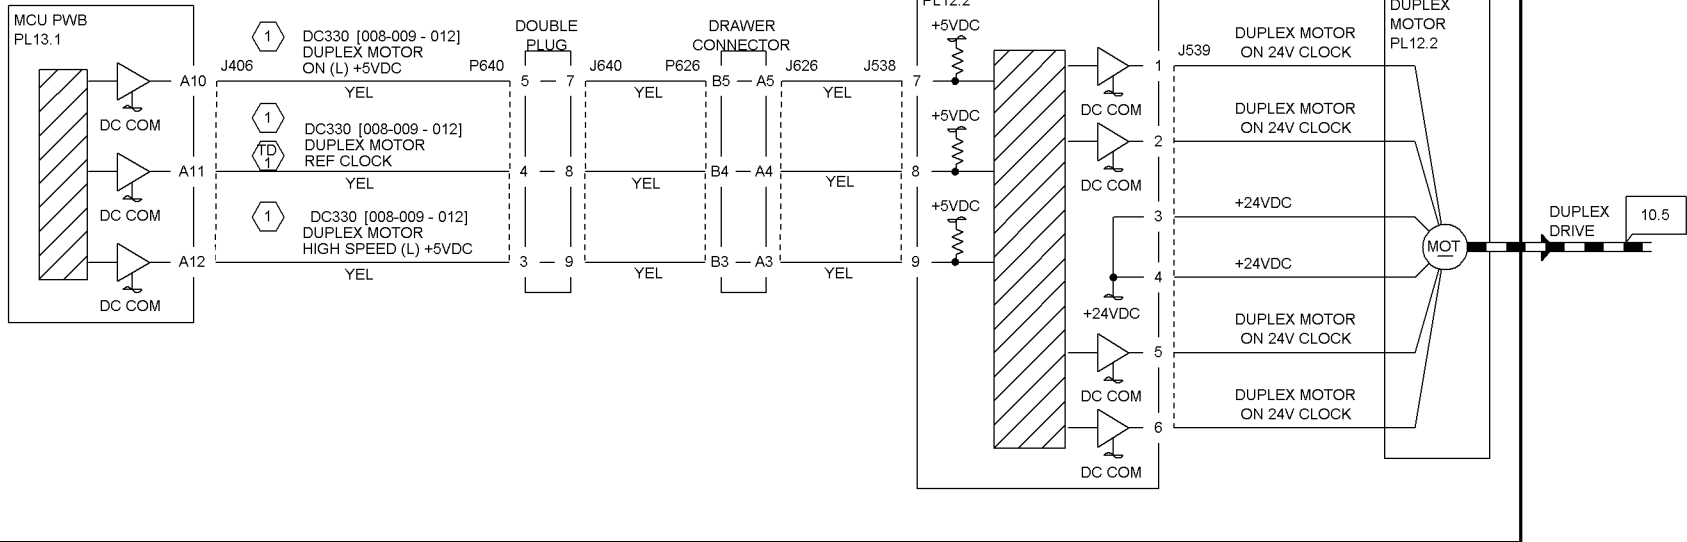 MCU PWB
PL13.1
DC COM
DC COM
DC COM
A10
A11
A12
J406
1
DC330 [008-009 - 012]
DUPLEX MOTOR
ON (L) +5VDC
YEL
1
TD
1
DC330 [008-009 - 012]
DUPLEX MOTOR
REF CLOCK
YEL
1
DC330 [008-009 - 012]
DUPLEX MOTOR
HIGH SPEED (L) +5VDC
YEL
P640
DOUBLE
PLUG
5 7
4 8
3 9
J640
YEL
YEL
YEL
P626
DRAWER
CONNECTOR
B5 A5
B4 A4
B3 A3
J626
YEL
YEL
YEL
J538
7
8
9
PL12.2
+5VDC
+5VDC
+5VDC
DC COM
DC COM
+24VDC
DC COM
DC COM
1
2
3
4
5
6
J539
DUPLEX MOTOR
ON 24V CLOCK
DUPLEX MOTOR
ON 24V CLOCK
+24VDC
+24VDC
DUPLEX MOTOR
ON 24V CLOCK
DUPLEX MOTOR
ON 24V CLOCK
DUPLEX
MOTOR
PL12.2
MOT
DUPLEX
DRIVE
10.5